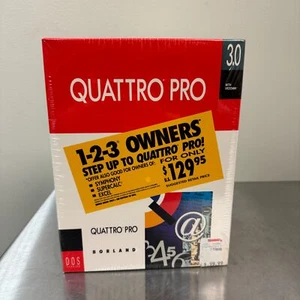 3.0
QUATTRO® PRO
1-2-3® OWNERS*
STEP UP TO QUATTRO® PRO!
*OFFER ALSO GOOD FOR OWNERS OF:
■ SYMPHONY
■ SUPERCALC®
■ EXCEL
FOR ONLY
$129.95
SUGGESTED RETAIL PRICE
@
QUATTRO® PRO
BORLAND
456
DOS